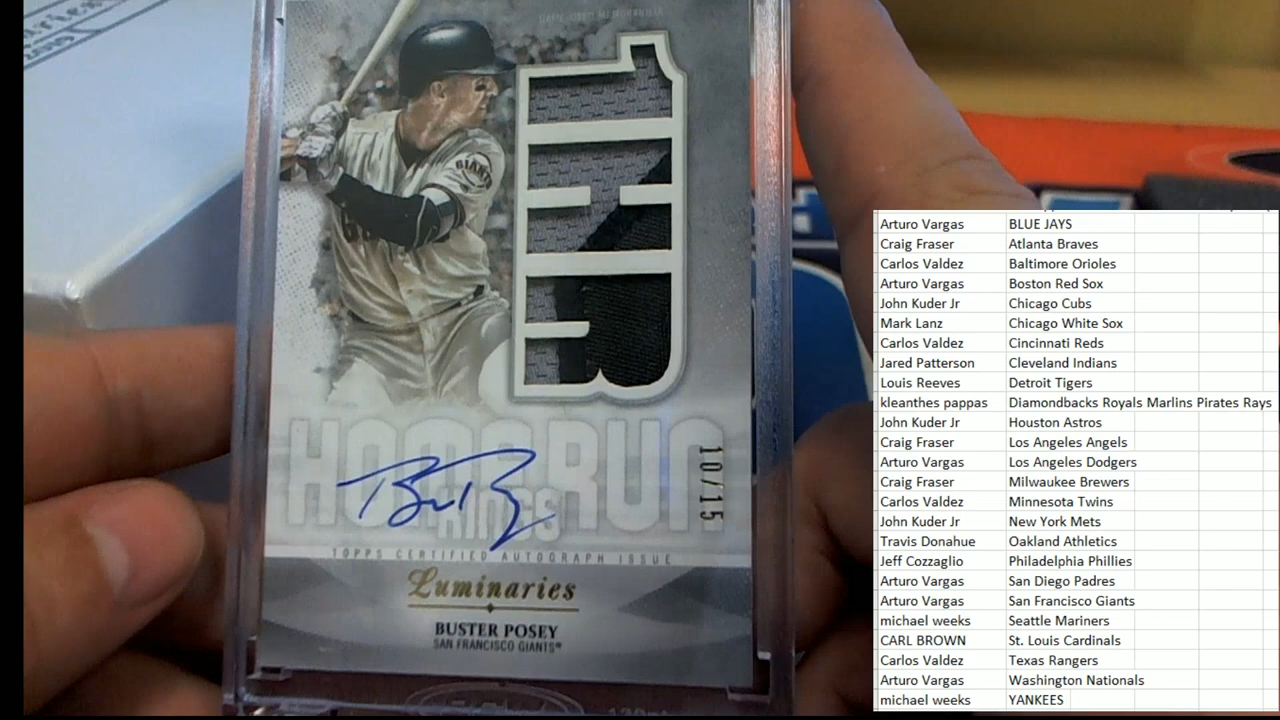 GAME-USED MEMORABILIA
GIANTS
HR
HOME RUN
KINGS
10/15
TOPPS CERTIFIED AUTOGRAPH ISSUE
Luminaries
BUSTER POSEY
SAN FRANCISCO GIANTS
Arturo Vargas BLUE JAYS
Craig Fraser Atlanta Braves
Carlos Valdez Baltimore Orioles
Arturo Vargas Boston Red Sox
John Kuder Jr Chicago Cubs
Mark Lanz Chicago White Sox
Carlos Valdez Cincinnati Reds
Jared Patterson Cleveland Indians
Louis Reeves Detroit Tigers
kleanthes pappas Diamondbacks Royals Marlins Pirates Rays
John Kuder Jr Houston Astros
Craig Fraser Los Angeles Angels
Arturo Vargas Los Angeles Dodgers
Craig Fraser Milwaukee Brewers
Carlos Valdez Minnesota Twins
John Kuder Jr New York Mets
Travis Donahue Oakland Athletics
Jeff Cozzaglio Philadelphia Phillies
Arturo Vargas San Diego Padres
Arturo Vargas San Francisco Giants
michael weeks Seattle Mariners
CARL BROWN St. Louis Cardinals
Carlos Valdez Texas Rangers
Arturo Vargas Washington Nationals
michael weeks YANKEES